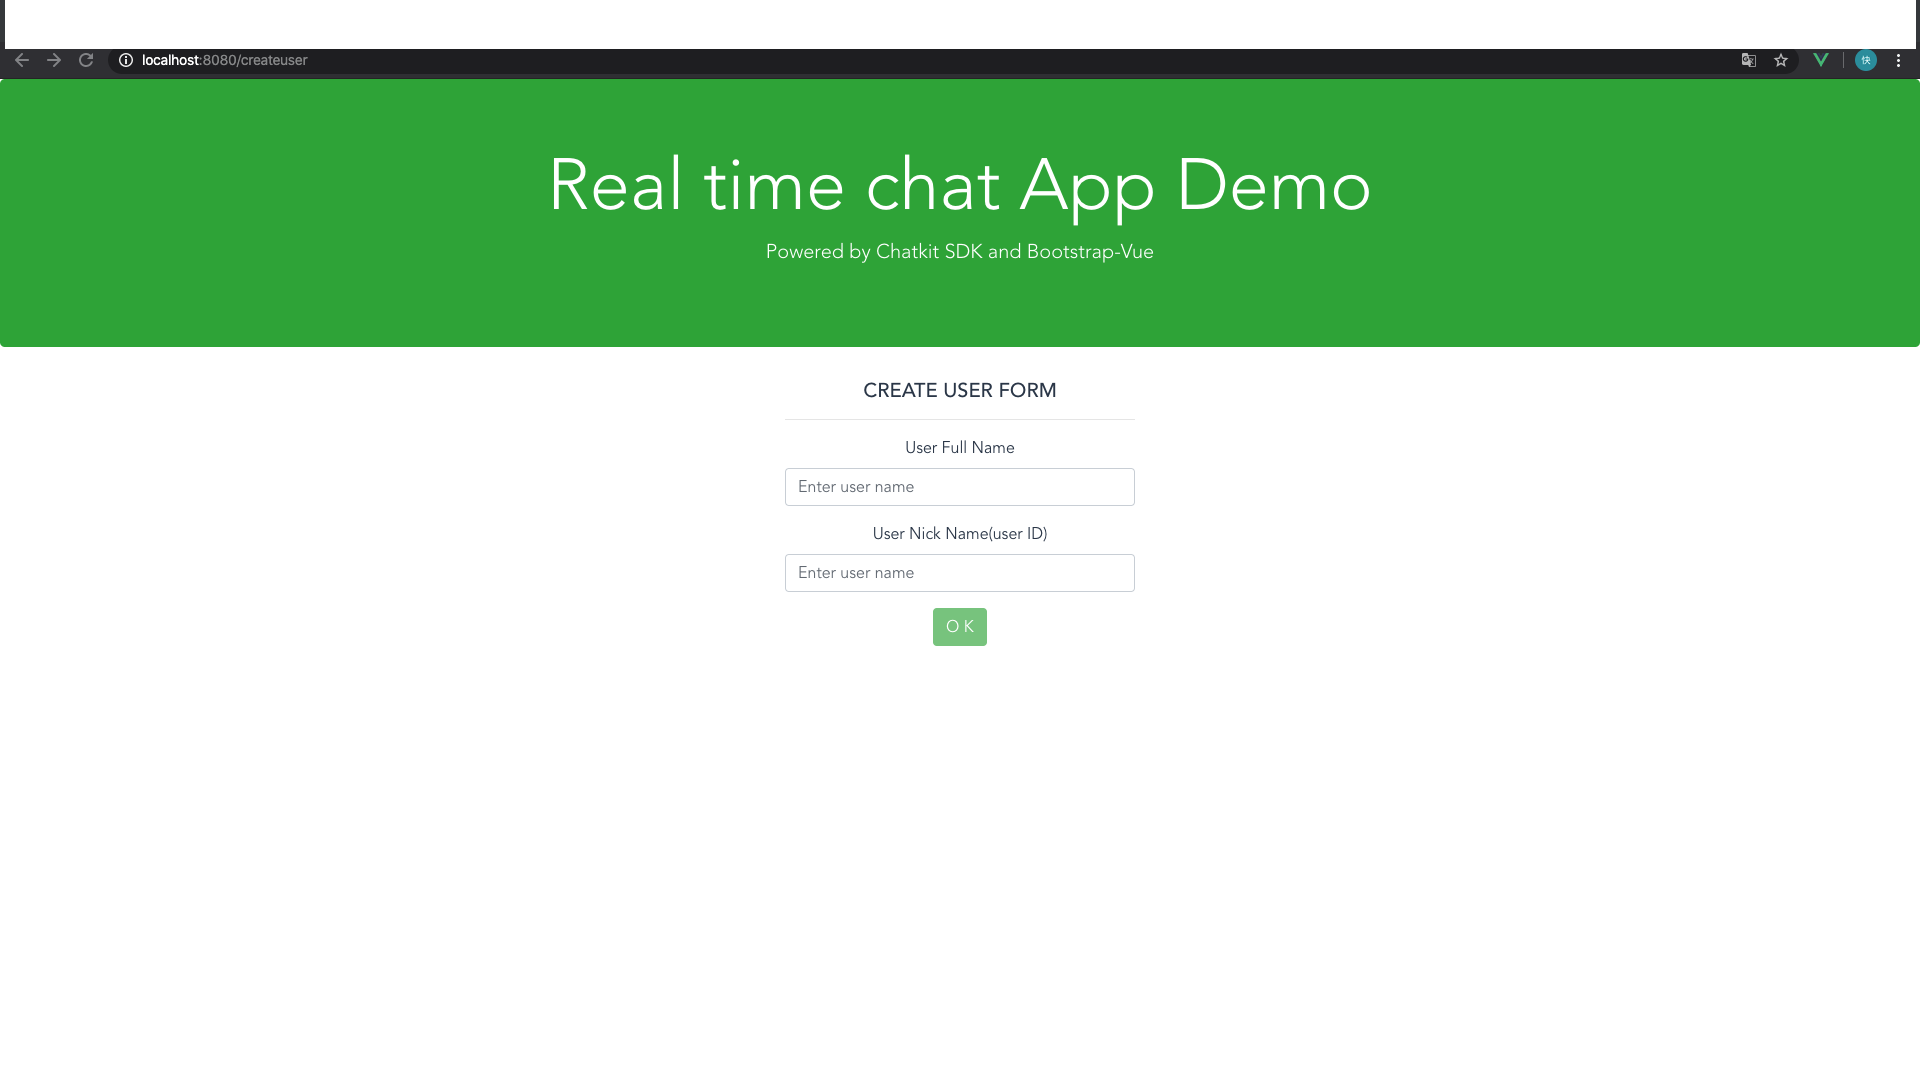 localhost:8080/createuser
快
Real time chat App Demo
Powered by Chatkit SDK and Bootstrap-Vue
CREATE USER FORM
User Full Name
Enter user name
User Nick Name(user ID)
Enter user name
O K